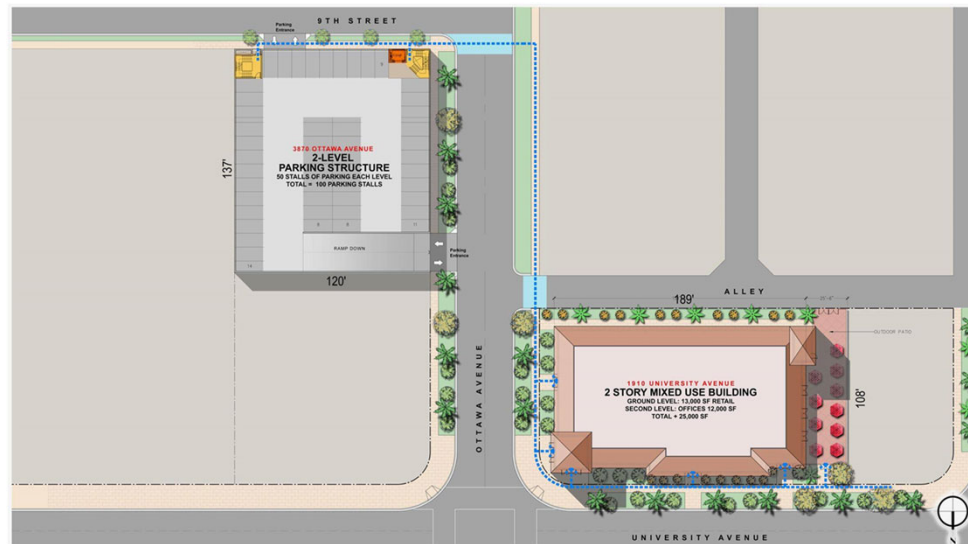 9TH STREET
Parking
Entrance
3878 OTTAWA AVENUE
2-LEVEL
PARKING STRUCTURE
50 STALLS OF PARKING EACH LEVEL
TOTAL = 100 PARKING STALLS
137'
RAMP DOWN
Parking
Entrance
120'
ALLEY
189'
OUTDOOR PATIO
OTTAWA AVENUE
1910 UNIVERSITY AVENUE
2 STORY MIXED USE BUILDING
GROUND LEVEL: 13,000 SF RETAIL
SECOND LEVEL: OFFICES 12,000 SF
TOTAL = 25,000 SF
108'
UNIVERSITY AVENUE
N